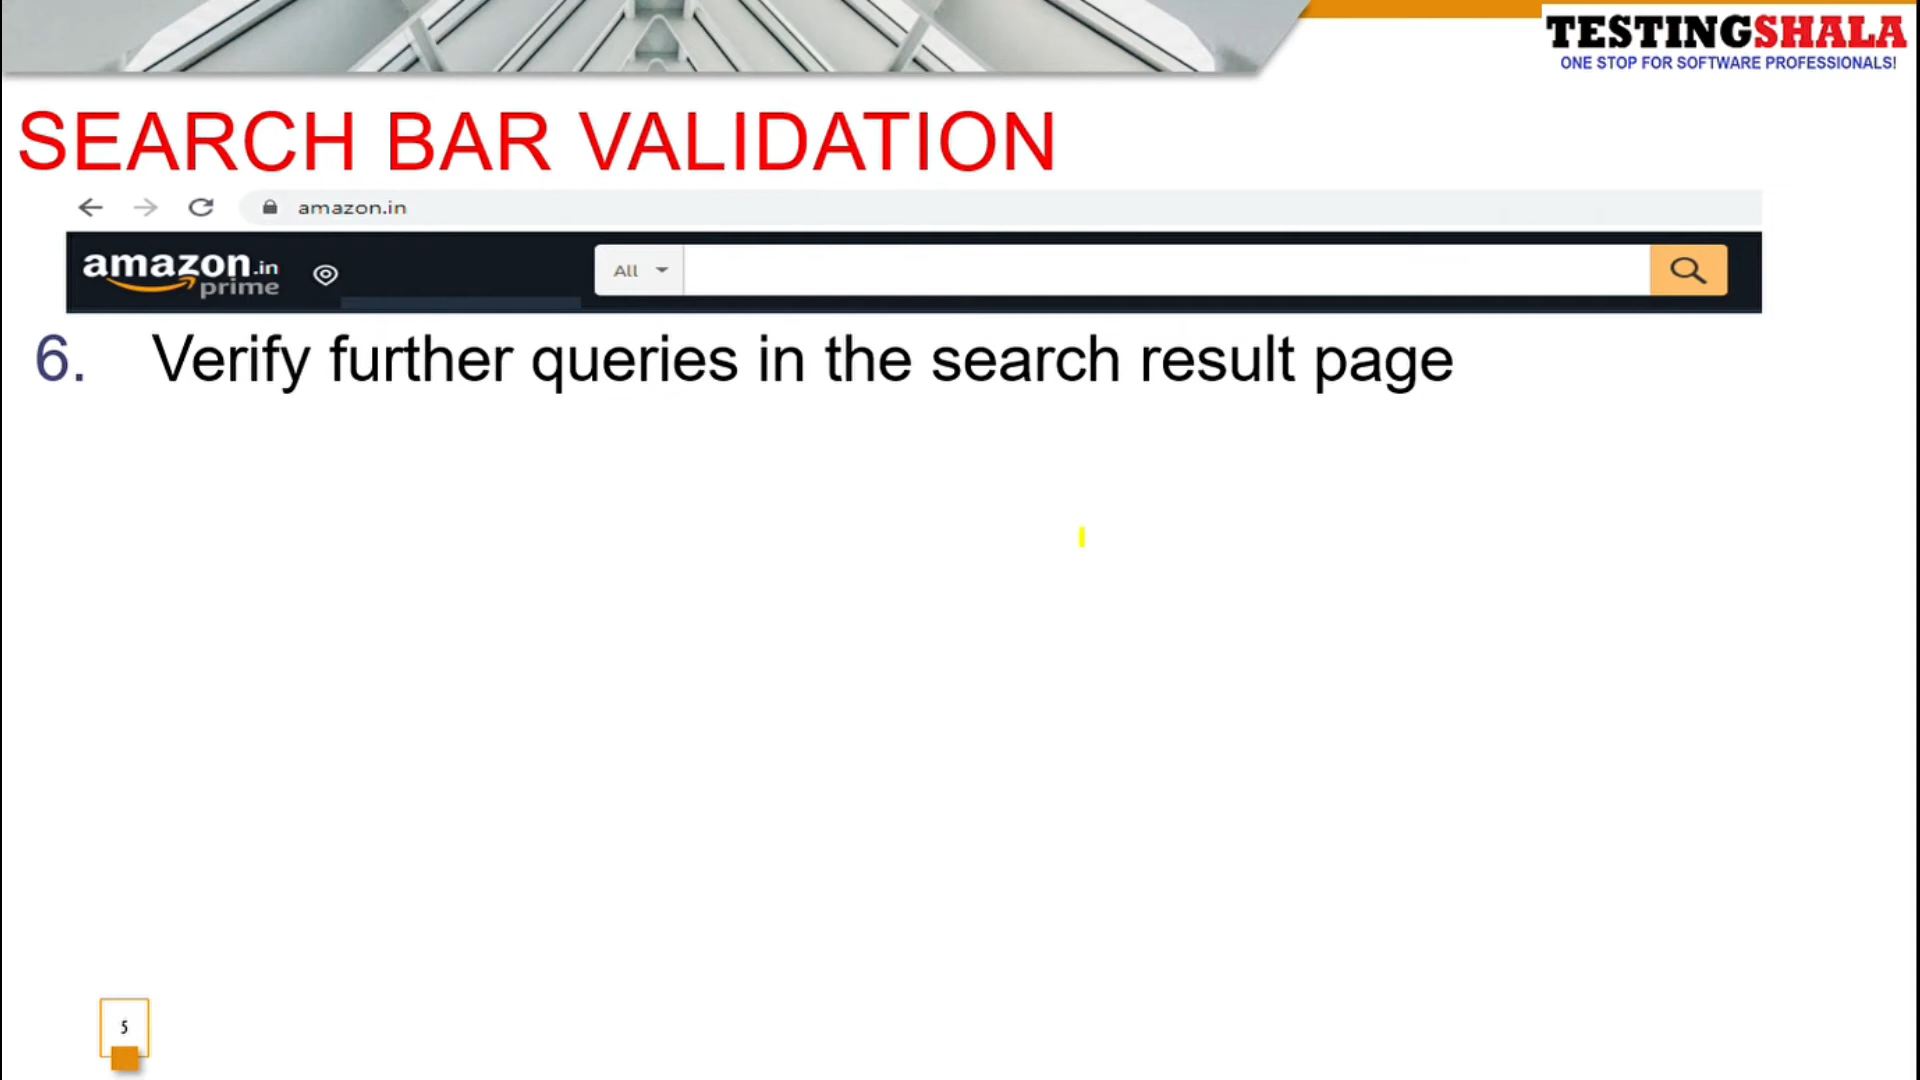 TESTINGSHALA
ONE STOP FOR SOFTWARE PROFESSIONALS!
SEARCH BAR VALIDATION
amazon.in
amazon.in
prime
All
6. Verify further queries in the search result page
5